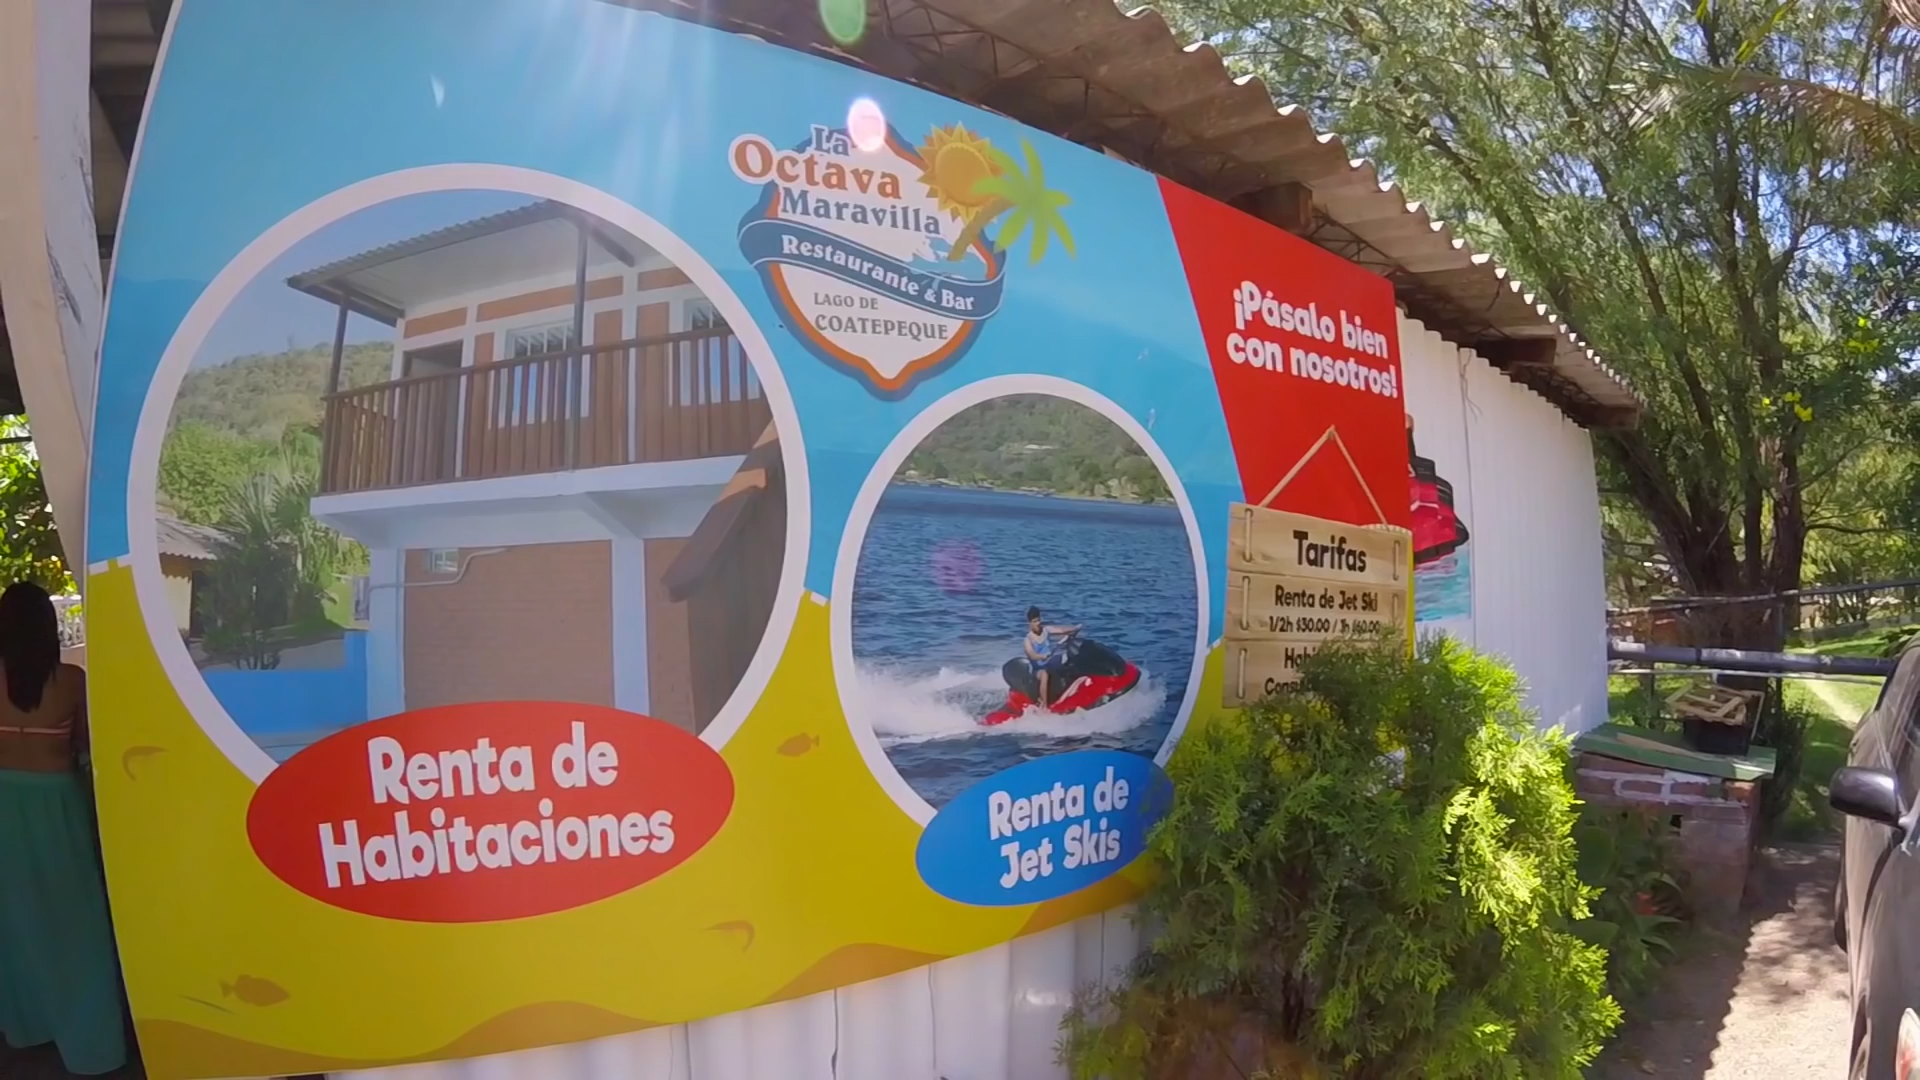 La
Octava
Maravilla
Restaurante & Bar
LAGO DE
COATEPEQUE
¡Pásalo bien
con nosotros!
Tarifas
Renta de Jet Ski
1/2h $30.00 / 1h $60.00
Renta de
Habitaciones
Renta de
Jet Skis